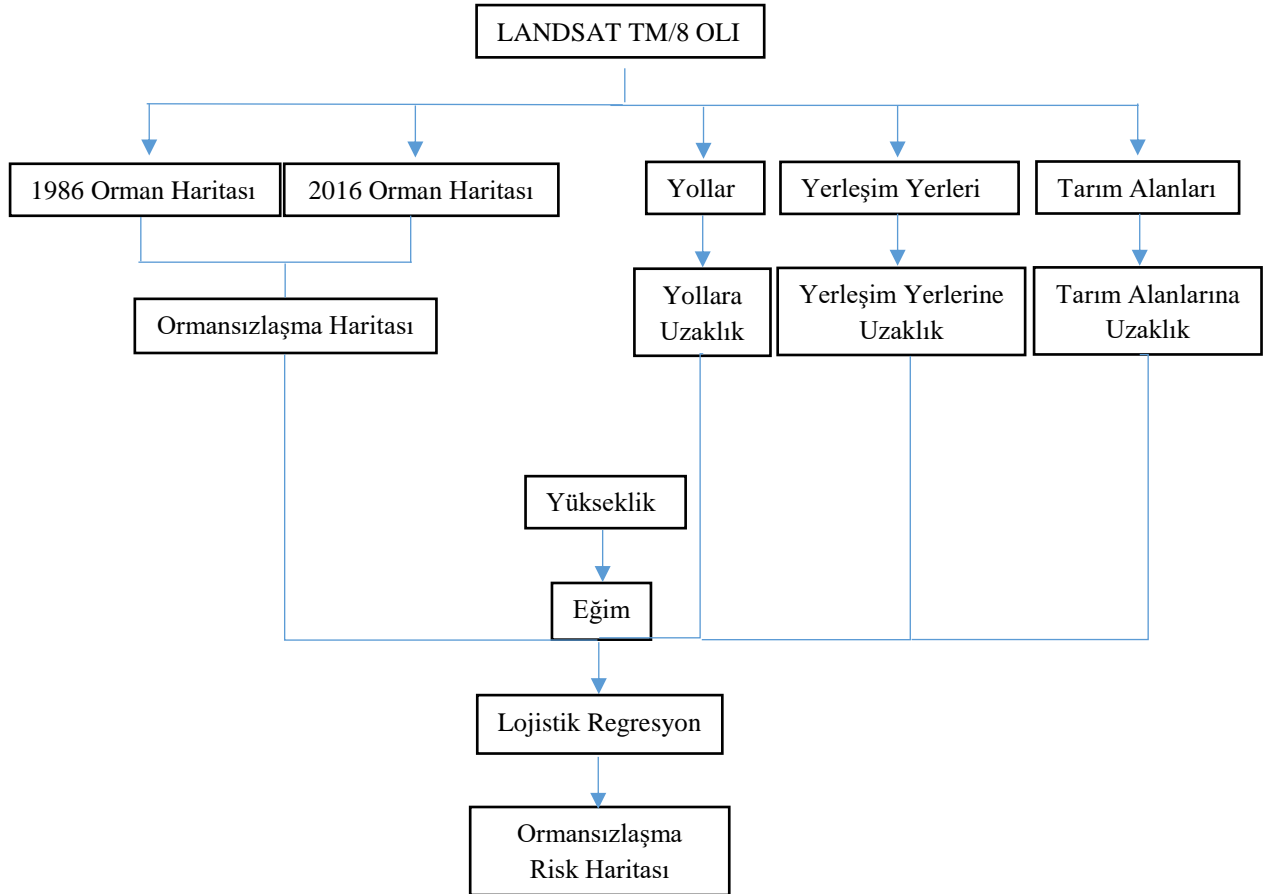 LANDSAT TM/8 OLI
1986 Orman Haritası
2016 Orman Haritası
Yollar
Yerleşim Yerleri
Tarım Alanları
Ormansızlaşma Haritası
Yollara
Uzaklık
Yerleşim Yerlerine
Uzaklık
Tarım Alanlarına
Uzaklık
Yükseklik
Eğim
Lojistik Regresyon
Ormansızlaşma
Risk Haritası